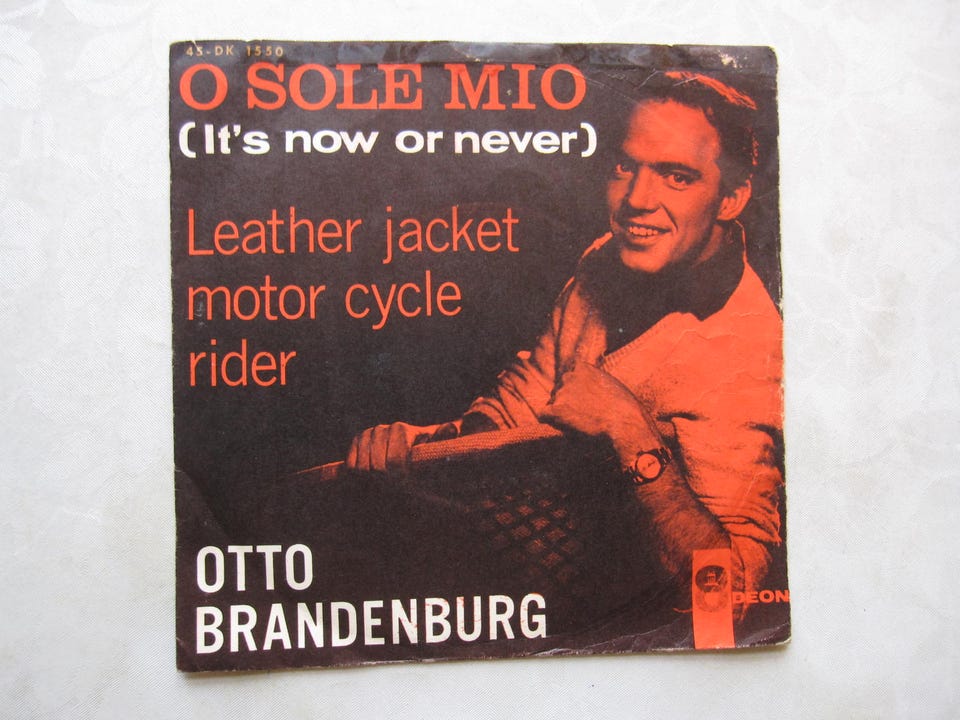 45-DK 1550
O SOLE MIO
(It's now or never)
Leather jacket
motor cycle
rider
OTTO
BRANDENBURG
ODEON